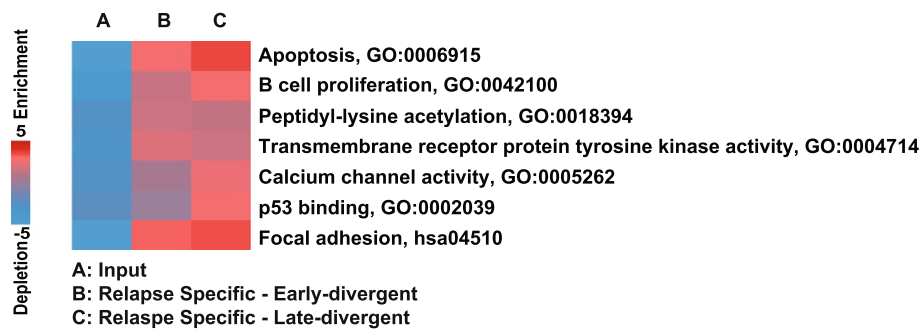 A B C
Apoptosis, GO:0006915
B cell proliferation, GO:0042100
Peptidyl-lysine acetylation, GO:0018394
Transmembrane receptor protein tyrosine kinase activity, GO:0004714
Calcium channel activity, GO:0005262
p53 binding, GO:0002039
Focal adhesion, hsa04510
5 Enrichment
Depletion -5
A: Input
B: Relapse Specific - Early-divergent
C: Relaspe Specific - Late-divergent